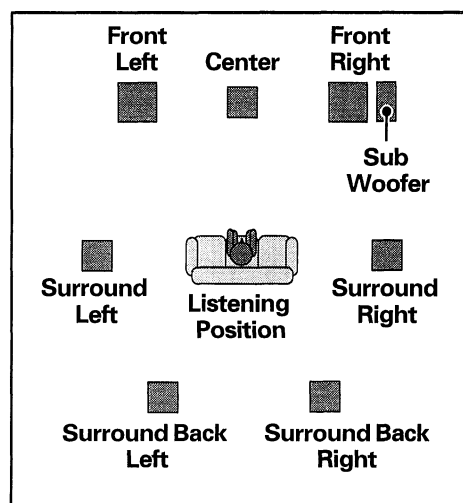 Front
Left
Center
Front
Right
Sub
Woofer
Surround
Left
Listening
Position
Surround
Right
Surround Back
Left
Surround Back
Right